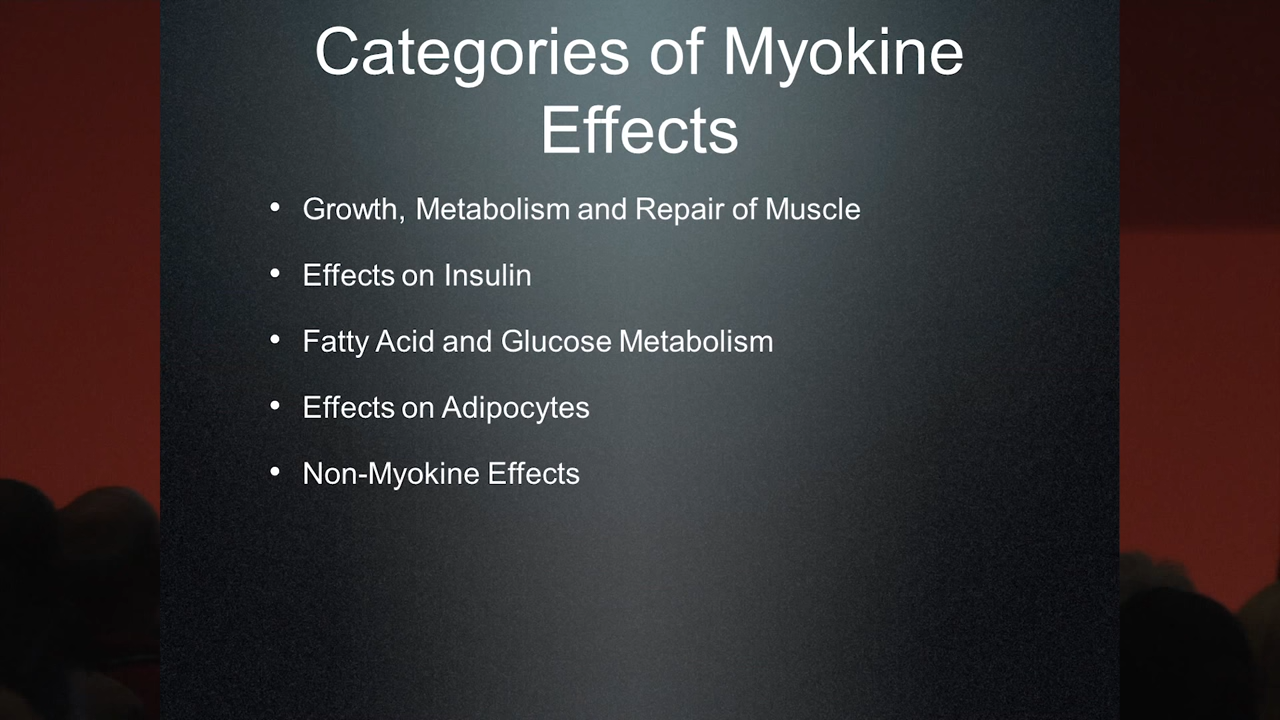 Categories of Myokine
Effects
• Growth, Metabolism and Repair of Muscle
• Effects on Insulin
• Fatty Acid and Glucose Metabolism
• Effects on Adipocytes
• Non-Myokine Effects